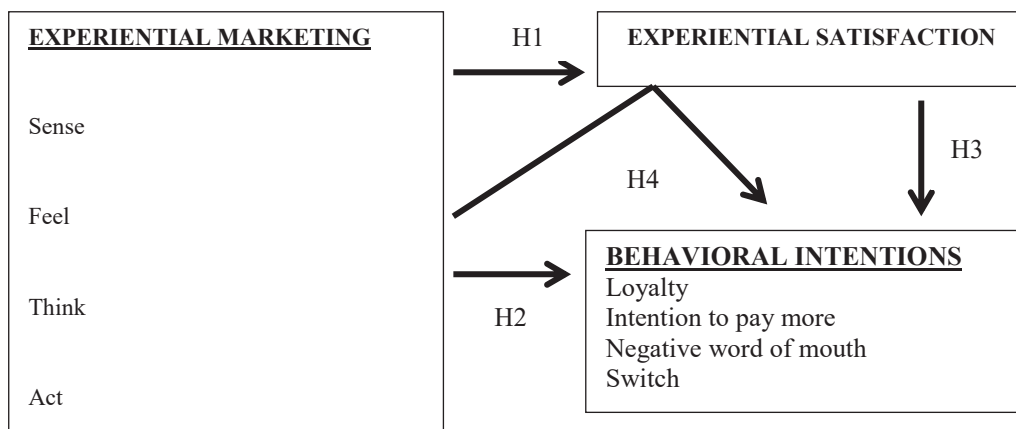 EXPERIENTIAL MARKETING
Sense
Feel
Think
Act
H1
H2
EXPERIENTIAL SATISFACTION
H4
H3
BEHAVIORAL INTENTIONS
Loyalty
Intention to pay more
Negative word of mouth
Switch